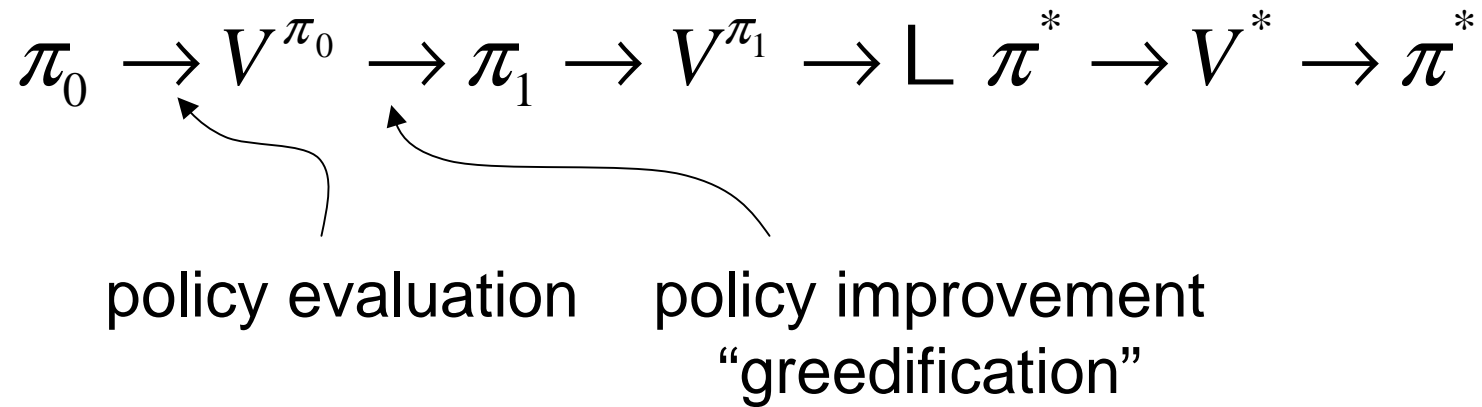 π₀ → V^{π₀} → π₁ → V^{π₁} → L π* → V* → π*
policy evaluation policy improvement
“greedification”